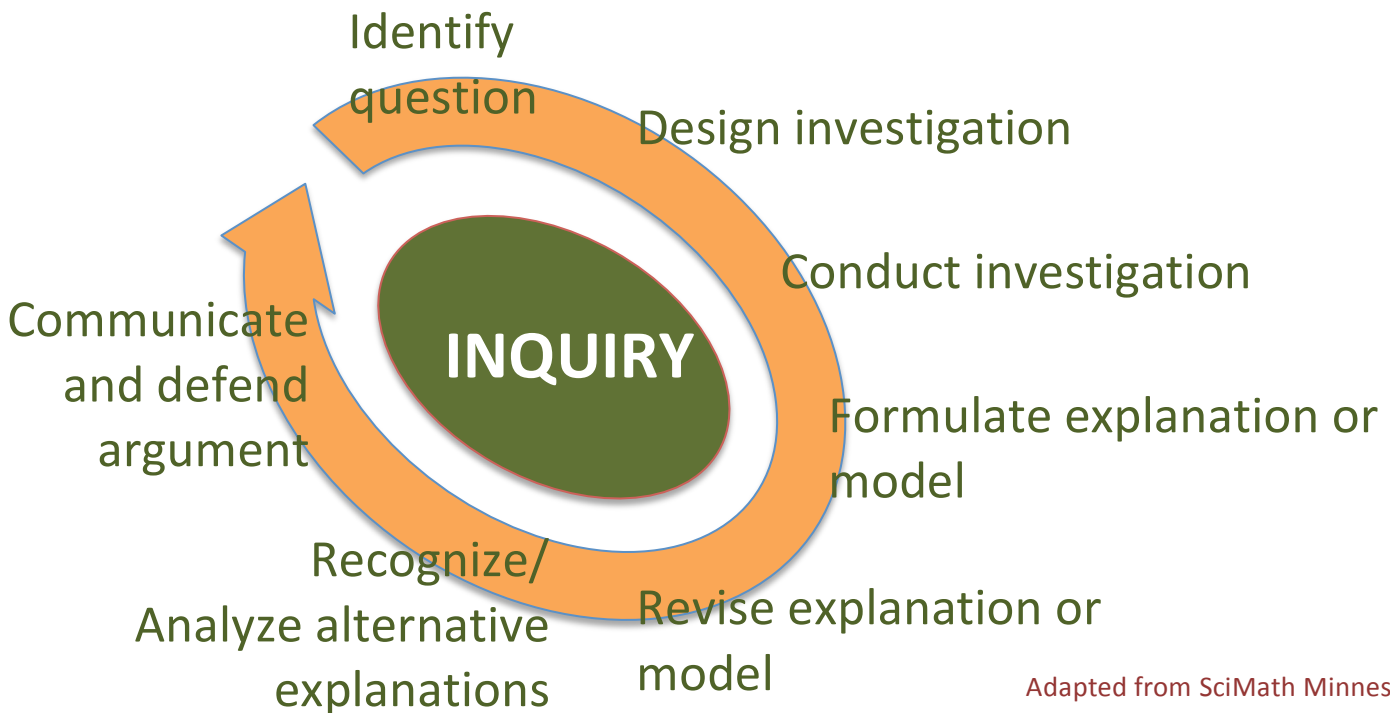 Identify
question
Design investigation
Conduct investigation
Formulate explanation or
model
Revise explanation or
model
Recognize/
Analyze alternative
explanations
Communicate
and defend
argument
INQUIRY
Adapted from SciMath Minnes